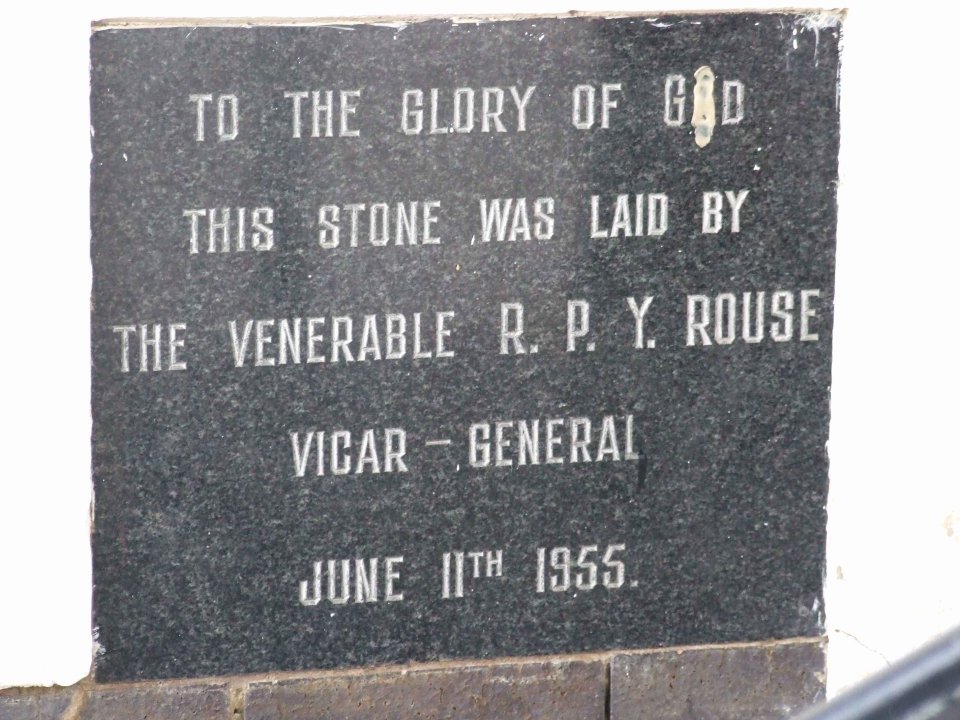 TO THE GLORY OF GOD
THIS STONE WAS LAID BY
THE VENERABLE R. P. Y. ROUSE
VICAR – GENERAL
JUNE 11TH 1955.